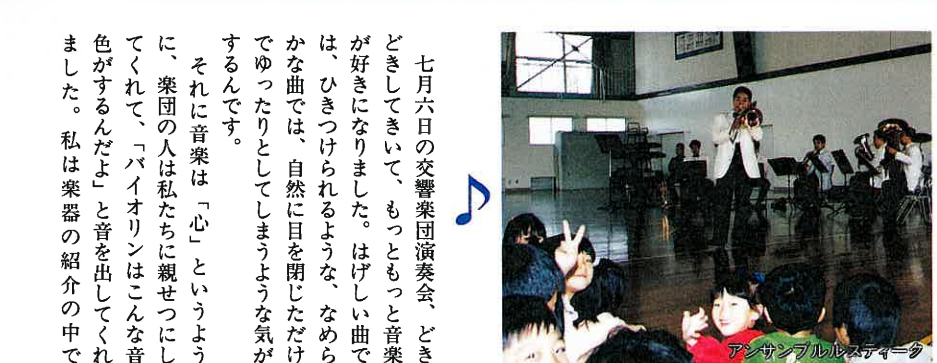 七月六日の交響楽団演奏会、どき
どきしてきいて、もっともっと音楽
が好きになりました。はげしい曲で
は、ひきつけられるような、なめら
かな曲では、自然に目を閉じただけ
でゆったりとしてしまうような気が
するんです。
それに音楽は「心」というよう
に、楽団の人は私たちに親せつにし
てくれて、「バイオリンはこんな音
色がするんだよ」と音を出してくれ
ました。私は楽器の紹介の中で
アンサンブルルスティーク